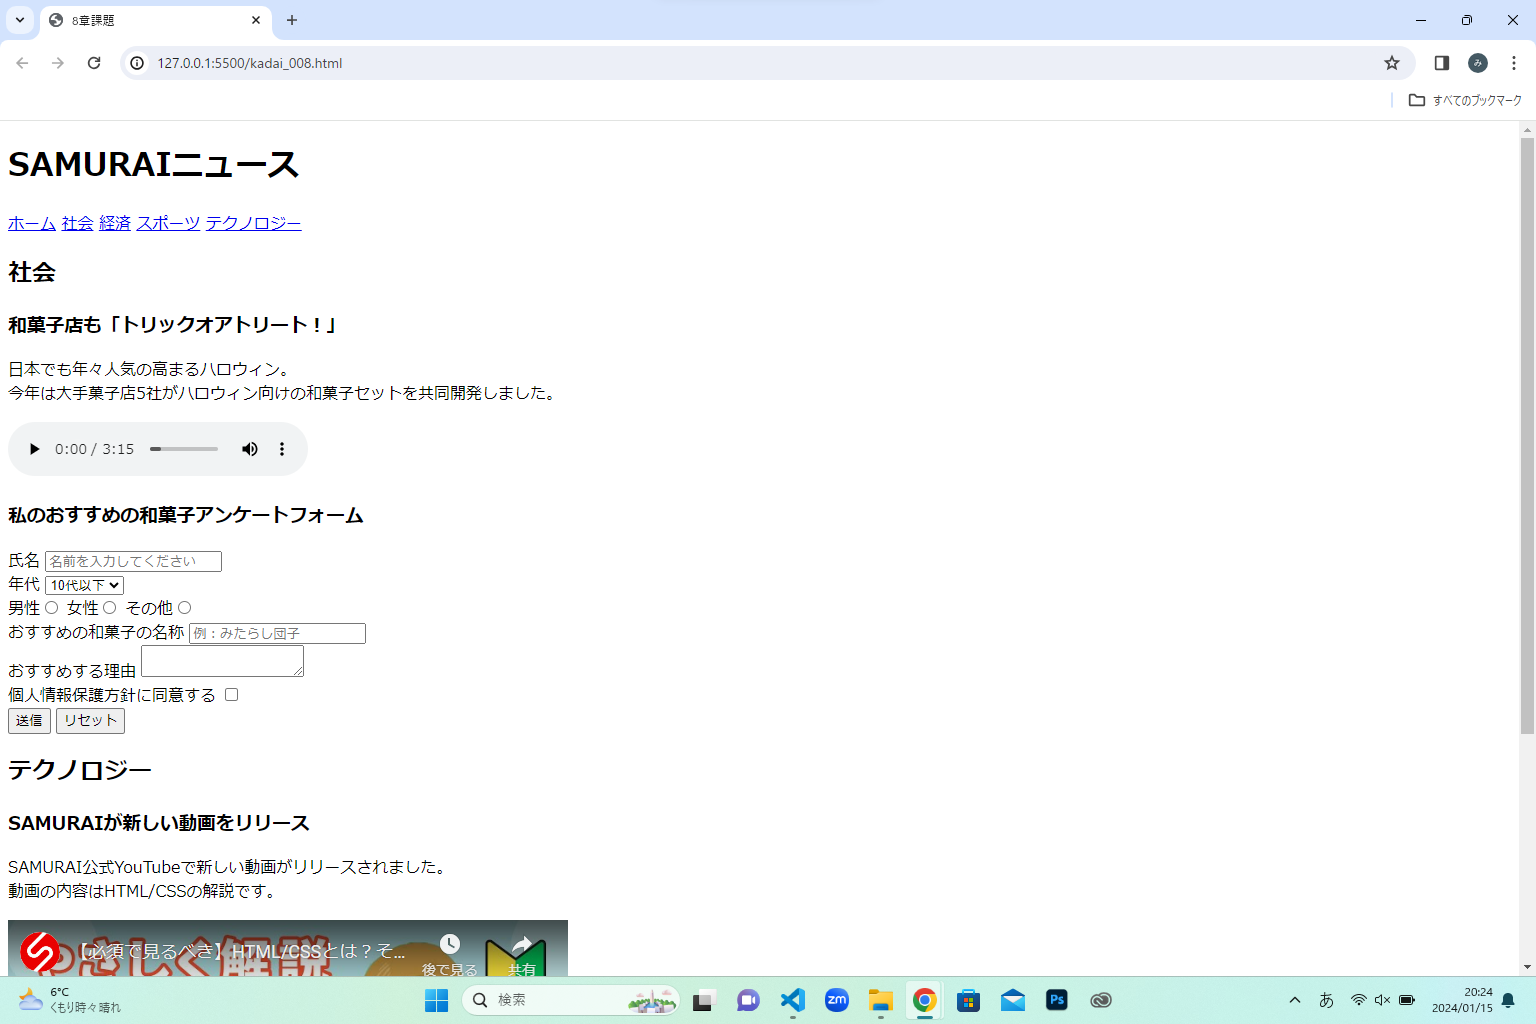 8章課題
127.0.0.1:5500/kadai_008.html
み
すべてのブックマーク
SAMURAIニュース
ホーム 社会 経済 スポーツ テクノロジー
社会
和菓子店も「トリックオアトリート！」
日本でも年々人気の高まるハロウィン。
今年は大手菓子店5社がハロウィン向けの和菓子セットを共同開発しました。
0:00 / 3:15
私のおすすめの和菓子アンケートフォーム
氏名 名前を入力してください
年代 10代以下
男性 女性 その他
おすすめの和菓子の名称 例：みたらし団子
おすすめする理由
個人情報保護方針に同意する
送信 リセット
テクノロジー
SAMURAIが新しい動画をリリース
SAMURAI公式YouTubeで新しい動画がリリースされました。
動画の内容はHTML/CSSの解説です。
【必須で見るべき】HTML/CSSとは？そ...
やさしく解説
後で見る 共有
6°C
くもり時々晴れ
検索
zm
Ps
あ
20:24
2024/01/15